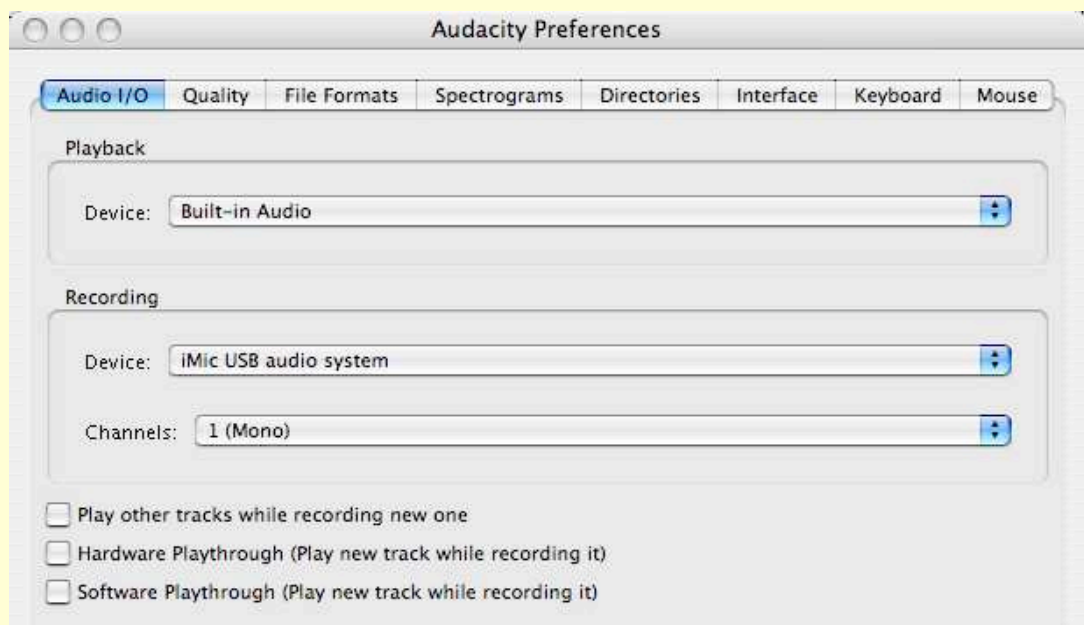 Audacity Preferences
Audio I/O Quality File Formats Spectrograms Directories Interface Keyboard Mouse
Playback
Device: Built-in Audio
Recording
Device: iMic USB audio system
Channels: 1 (Mono)
Play other tracks while recording new one
Hardware Playthrough (Play new track while recording it)
Software Playthrough (Play new track while recording it)